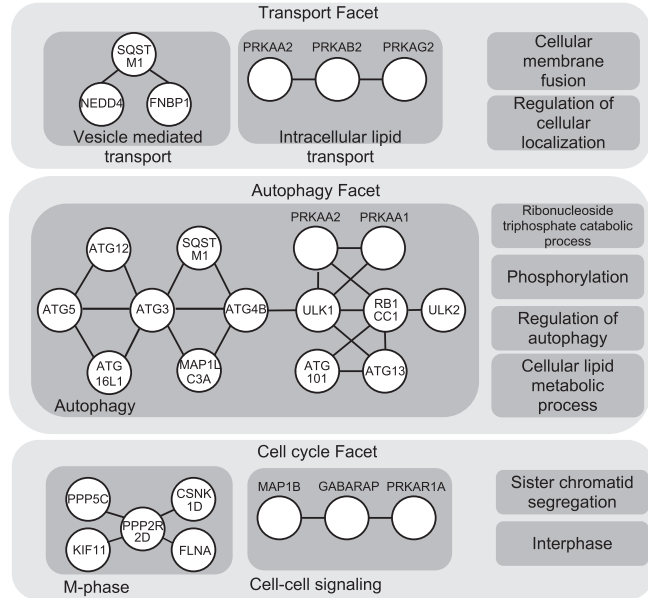 Transport Facet
SQST
M1
NEDD4
FNBP1
Vesicle mediated
transport
PRKAA2
PRKAB2
PRKAG2
Intracellular lipid
transport
Cellular
membrane
fusion
Regulation of
cellular
localization
Autophagy Facet
ATG12
SQST
M1
ATG5
ATG3
ATG4B
ATG
16L1
MAP1L
C3A
Autophagy
PRKAA2
PRKAA1
ULK1
RB1
CC1
ULK2
ATG
101
ATG13
Ribonucleoside
triphosphate catabolic
process
Phosphorylation
Regulation of
autophagy
Cellular lipid
metabolic
process
Cell cycle Facet
PPP5C
CSNK
1D
PPP2R
2D
KIF11
FLNA
M-phase
MAP1B
GABARAP
PRKAR1A
Cell-cell signaling
Sister chromatid
segregation
Interphase